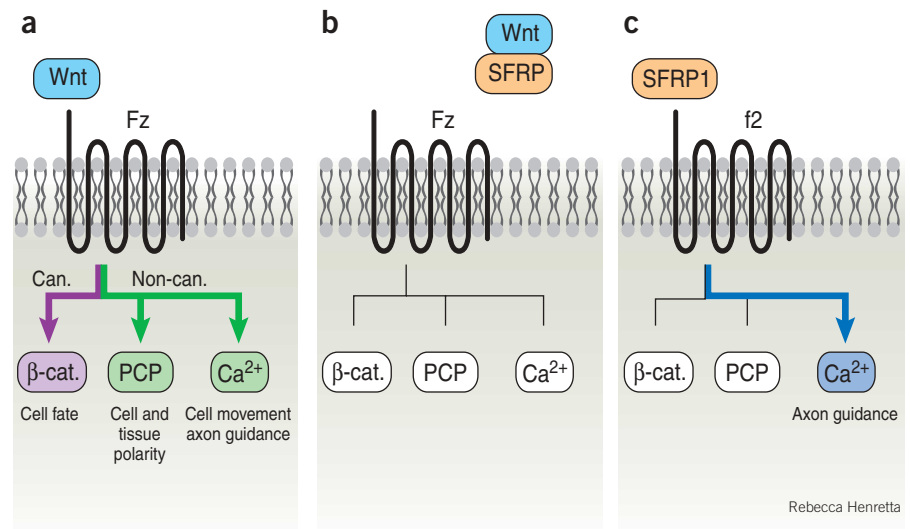 a
Wnt
Fz
Can.
Non-can.
β-cat.
PCP
Ca²⁺
Cell fate
Cell and
tissue
polarity
Cell movement
axon guidance
b
Wnt
SFRP
Fz
β-cat.
PCP
Ca²⁺
c
SFRP1
f2
β-cat.
PCP
Ca²⁺
Axon guidance
Rebecca Henretta